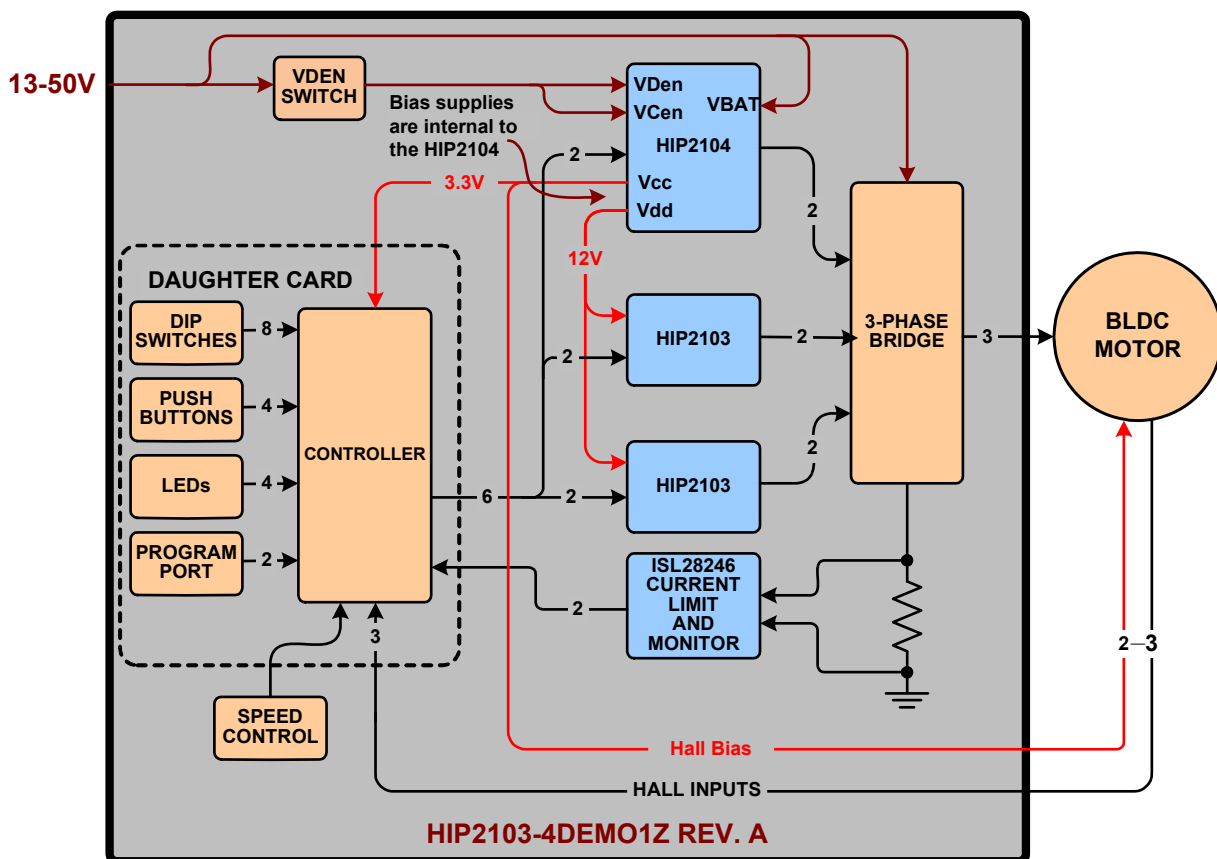 13-50V
VDEN
SWITCH
Bias supplies
are internal to
the HIP2104
VDen
VCen
VBAT
HIP2104
Vcc
Vdd
2
3.3V
12V
2
DAUGHTER CARD
DIP
SWITCHES
8
PUSH
BUTTONS
4
LEDs
4
PROGRAM
PORT
2
CONTROLLER
6
2
HIP2103
2
2
HIP2103
2
3-PHASE
BRIDGE
3
BLDC
MOTOR
ISL28246
CURRENT
LIMIT
AND
MONITOR
2
3
SPEED
CONTROL
2
3
Hall Bias
HALL INPUTS
HIP2103-4DEMO1Z REV. A